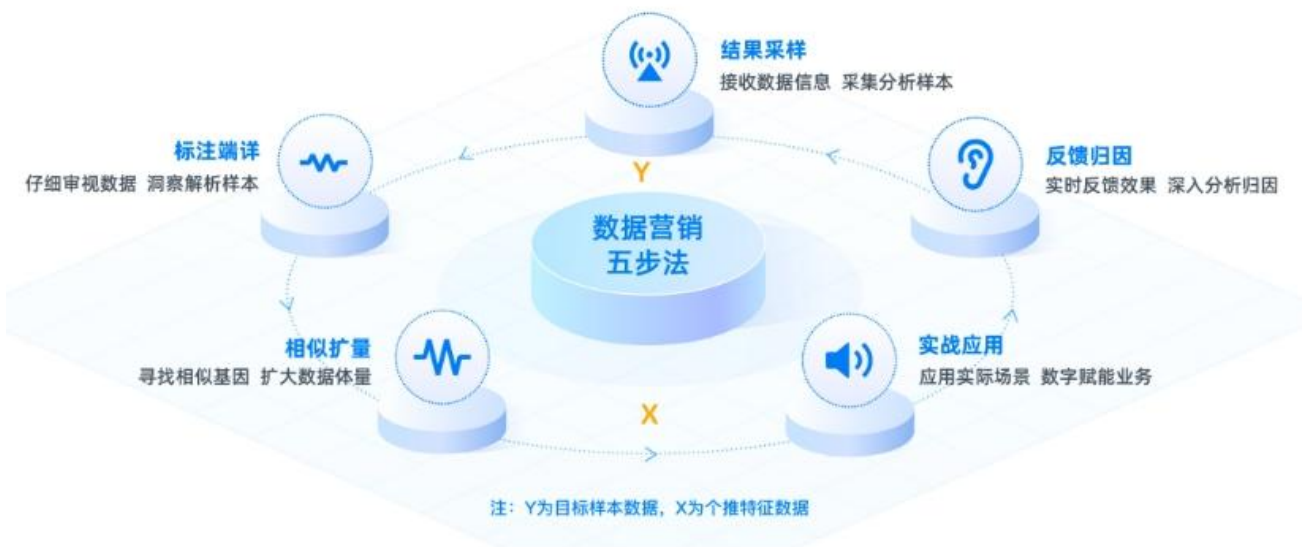 结果采样
接收数据信息 采集分析样本
标注端详
仔细审视数据 洞察解析样本
反馈归因
实时反馈效果 深入分析归因
Y
数据营销
五步法
相似扩量
寻找相似基因 扩大数据体量
实战应用
应用实际场景 数字赋能业务
X
注：Y为目标样本数据，X为个推特征数据